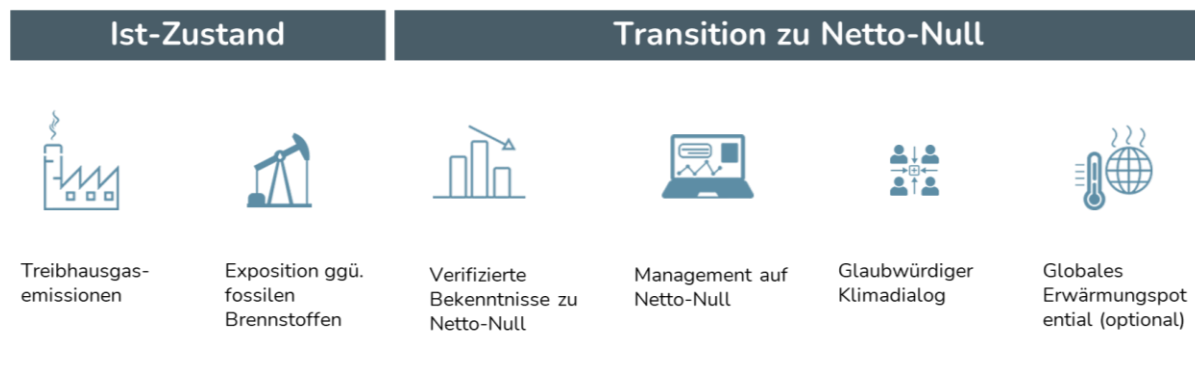 Ist-Zustand
Transition zu Netto-Null
Treibhausgas-
emissionen
Exposition ggü.
fossilen
Brennstoffen
Verifizierte
Bekenntnisse zu
Netto-Null
Management auf
Netto-Null
Glaubwürdiger
Klimadialog
Globales
Erwärmungspot
ential (optional)